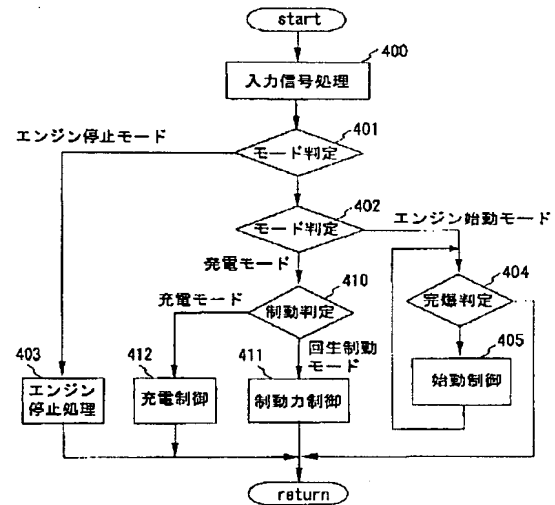 start
400
入力信号処理
エンジン停止モード
401
モード判定
402
モード判定
エンジン始動モード
発電モード
410
404
充電モード
制動判定
完爆判定
回生制動
モード
403
412
411
405
エンジン
停止処理
充電制御
制動力制御
始動制御
return